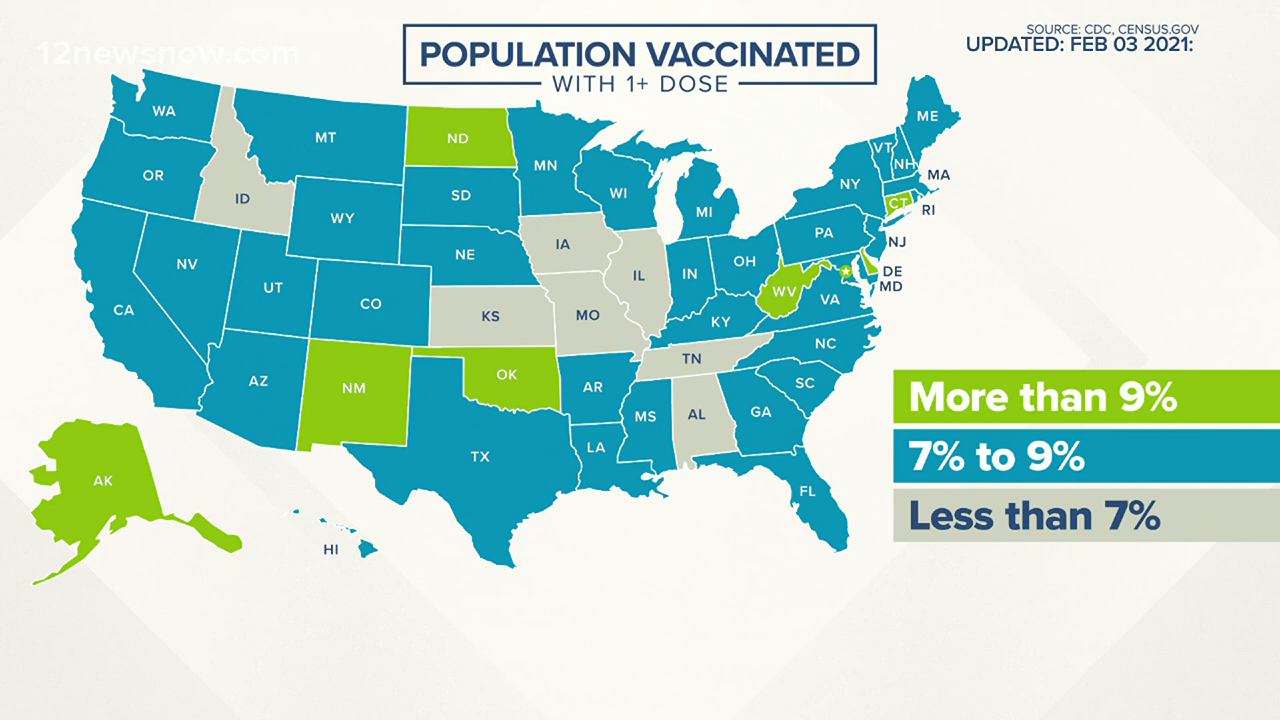 12newsnow.com
POPULATION VACCINATED
WITH 1+ DOSE
SOURCE: CDC, CENSUS.GOV
UPDATED: FEB 03 2021:
WA
MT
ND
MN
ME
VT
NH
OR
ID
WY
SD
WI
MI
NY
MA
CT
RI
NV
UT
CO
NE
IA
IL
IN
OH
PA
NJ
DE
MD
CA
KS
MO
KY
WV
VA
AZ
NM
OK
AR
TN
NC
SC
MS
AL
GA
TX
LA
FL
AK
HI
More than 9%
7% to 9%
Less than 7%